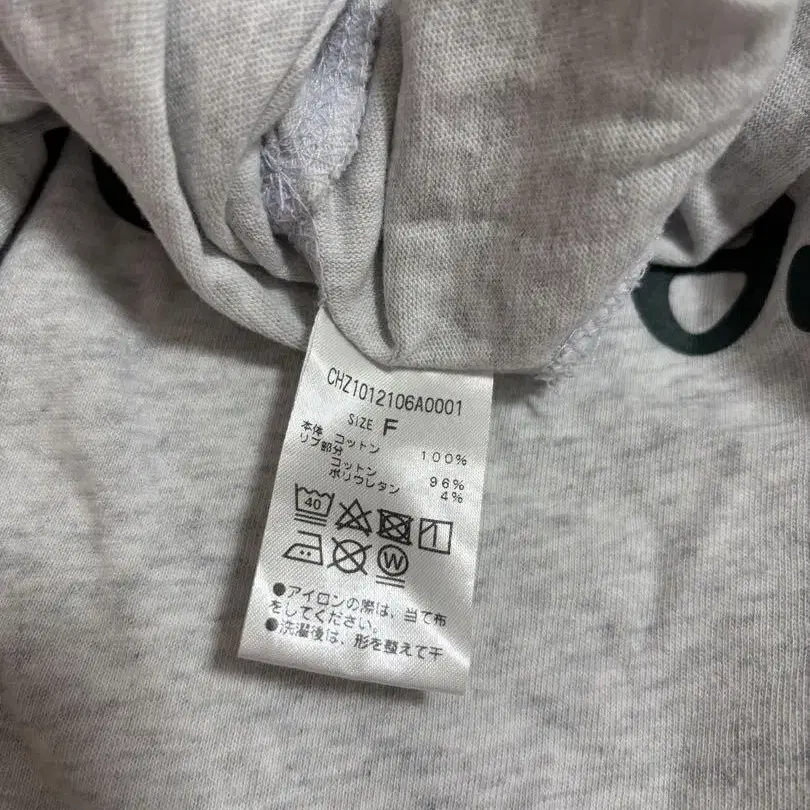 CHZ1012106A0001
SIZE F
本体 コットン 100%
リブ部分
コットン 96%
ポリウレタン 4%
40
W
●アイロンの際は、当て布
をしてください。
●洗濯後は、形を整えて干